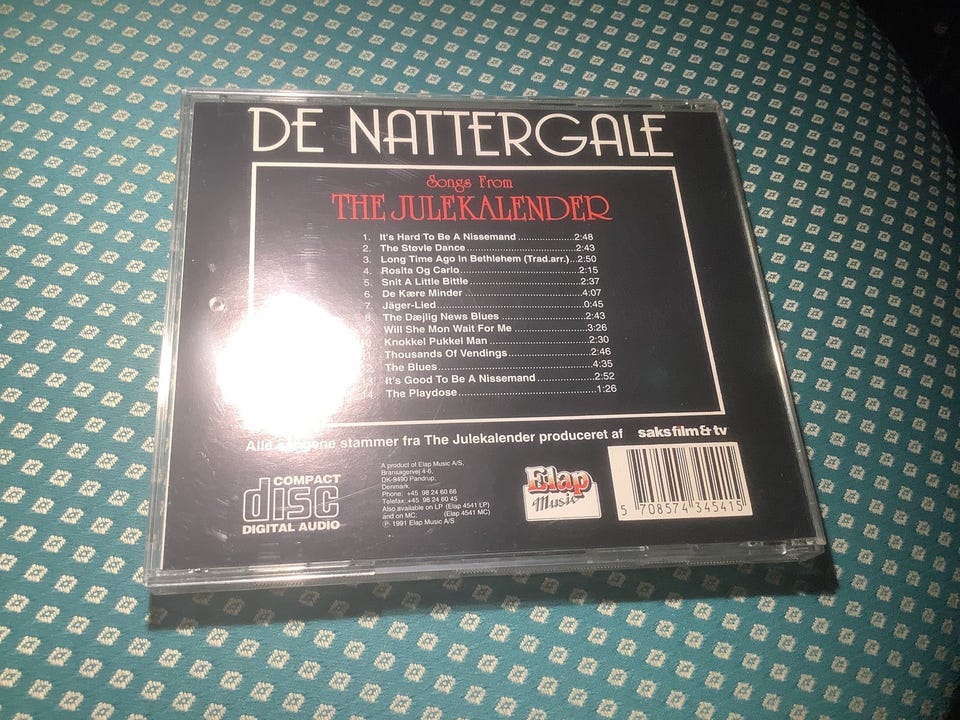 DE NATTERGALE
Songs From
THE JULEKALENDER
1. It's Hard To Be A Nissemand ..................2:48
2. The Støvle Dance ..................2:43
3. Long Time Ago In Bethlehem (Trad.arr.)..2:50
4. Rosita Og Carlo ..................2:15
5. Snit A Little Bittle ..................2:37
6. De Kære Minder ..................4:07
7. Jäger-Lied ..................0:45
8. The Dæjlig News Blues ..................2:43
9. Will She Mon Wait For Me ..................3:26
10. Knokkel Pukkel Man ..................2:30
Thousands Of Vendings ..................2:46
The Blues ..................4:35
It's Good To Be A Nissemand ..................2:52
14. The Playdose ..................1:26
Alle stammer fra The Julekalender produceret af saksfilm & tv
COMPACT
disc
DIGITAL AUDIO
A product of Elap Music A/S,
Bransagervej 4-6,
DK-9490 Pandrup,
Denmark.
Phone: +45 98 24 60 66
Telefax: +45 98 24 60 45
Also available on LP (Elap 4541 LP)
and on MC: (Elap 4541 MC)
℗ 1991 Elap Music A/S
Elap
Music
5 708574 345415